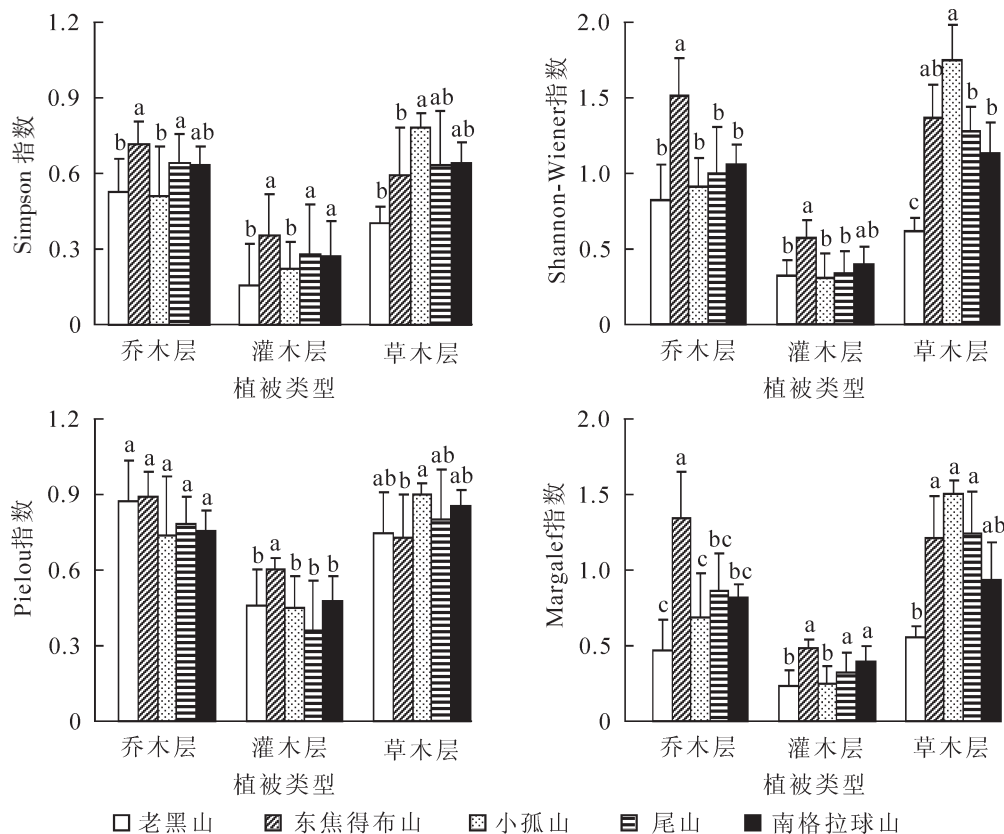 Simpson 指数
1.2
0.9
0.6
0.3
0
b a b a ab
b a b a a
b b a ab ab
乔木层 灌木层 草木层
植被类型
Shannon-Wiener指数
2.0
1.5
1.0
0.5
0
b a b b b
b a b b ab
c ab a b b
乔木层 灌木层 草木层
植被类型
Pielou指数
1.2
0.9
0.6
0.3
0
a a a a a
b a b b b
ab b a ab ab
乔木层 灌木层 草木层
植被类型
Margalef指数
2.0
1.5
1.0
0.5
0
c a c bc bc
b a b a a
b a a a ab
乔木层 灌木层 草木层
植被类型
老黑山 东焦得布山 小孤山 尾山 南格拉球山